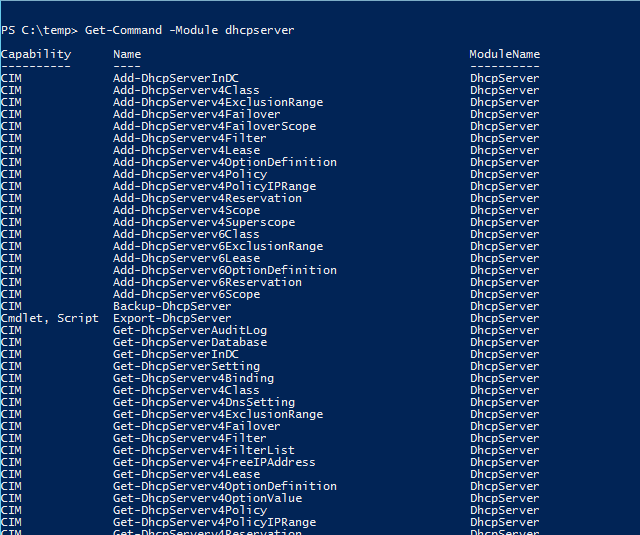 PS C:\temp> Get-Command -Module dhcpserver
Capability Name ModuleName
---------- ---- ----------
CIM Add-DhcpServerInDC DhcpServer
CIM Add-DhcpServerv4Class DhcpServer
CIM Add-DhcpServerv4ExclusionRange DhcpServer
CIM Add-DhcpServerv4Failover DhcpServer
CIM Add-DhcpServerv4FailoverScope DhcpServer
CIM Add-DhcpServerv4Filter DhcpServer
CIM Add-DhcpServerv4Lease DhcpServer
CIM Add-DhcpServerv4OptionDefinition DhcpServer
CIM Add-DhcpServerv4Policy DhcpServer
CIM Add-DhcpServerv4PolicyIPRange DhcpServer
CIM Add-DhcpServerv4Reservation DhcpServer
CIM Add-DhcpServerv4Scope DhcpServer
CIM Add-DhcpServerv4Superscope DhcpServer
CIM Add-DhcpServerv6Class DhcpServer
CIM Add-DhcpServerv6ExclusionRange DhcpServer
CIM Add-DhcpServerv6Lease DhcpServer
CIM Add-DhcpServerv6OptionDefinition DhcpServer
CIM Add-DhcpServerv6Reservation DhcpServer
CIM Add-DhcpServerv6Scope DhcpServer
CIM Backup-DhcpServer DhcpServer
Cmdlet, Script Export-DhcpServer DhcpServer
CIM Get-DhcpServerAuditLog DhcpServer
CIM Get-DhcpServerDatabase DhcpServer
CIM Get-DhcpServerInDC DhcpServer
CIM Get-DhcpServerSetting DhcpServer
CIM Get-DhcpServerv4Binding DhcpServer
CIM Get-DhcpServerv4Class DhcpServer
CIM Get-DhcpServerv4DnsSetting DhcpServer
CIM Get-DhcpServerv4ExclusionRange DhcpServer
CIM Get-DhcpServerv4Failover DhcpServer
CIM Get-DhcpServerv4Filter DhcpServer
CIM Get-DhcpServerv4FilterList DhcpServer
CIM Get-DhcpServerv4FreeIPAddress DhcpServer
CIM Get-DhcpServerv4Lease DhcpServer
CIM Get-DhcpServerv4OptionDefinition DhcpServer
CIM Get-DhcpServerv4OptionValue DhcpServer
CIM Get-DhcpServerv4Policy DhcpServer
CIM Get-DhcpServerv4PolicyIPRange DhcpServer
CIM Get-DhcpServerv4Reservation DhcpServer